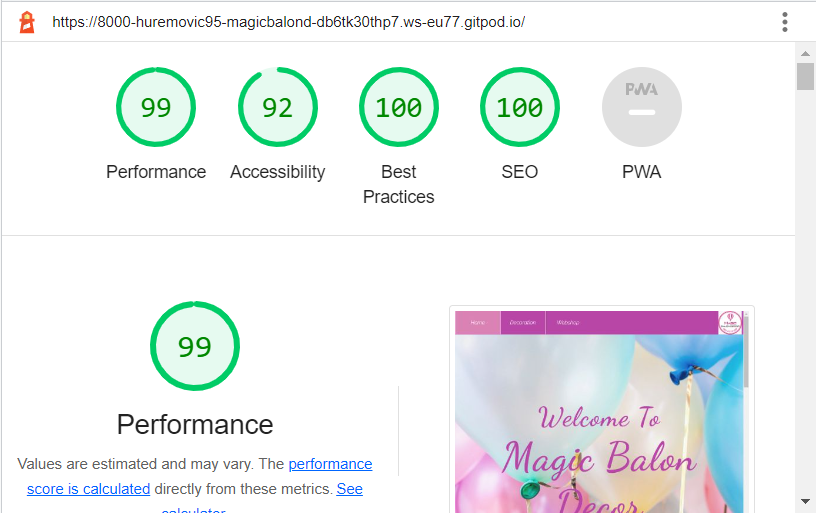 https://8000-huremovic95-magicbalond-db6tk30thp7.ws-eu77.gitpod.io/
99 92 100 100 PWA
Performance Accessibility Best Practices SEO PWA
99
Performance
Values are estimated and may vary. The performance
score is calculated directly from these metrics. See
calculator.
Home Decoration Webshop
Welcome To
Magic Balon
Decor